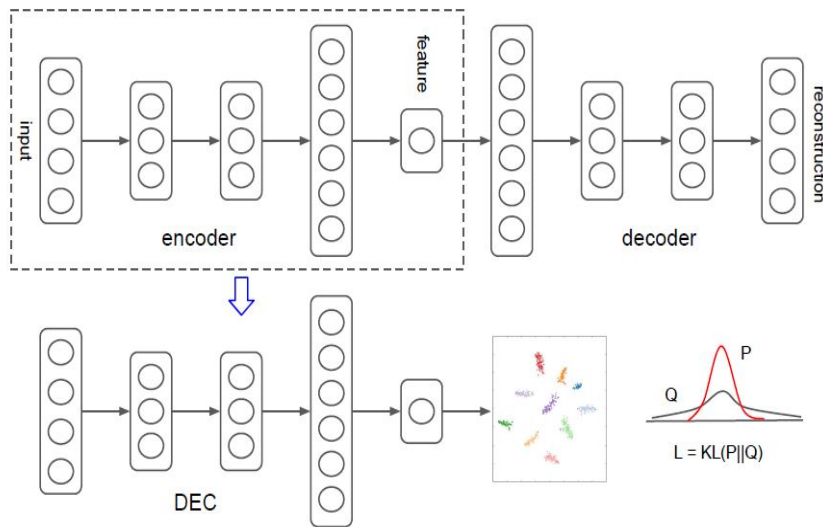 input
feature
reconstruction
encoder
decoder
DEC
P
Q
L = KL(P||Q)